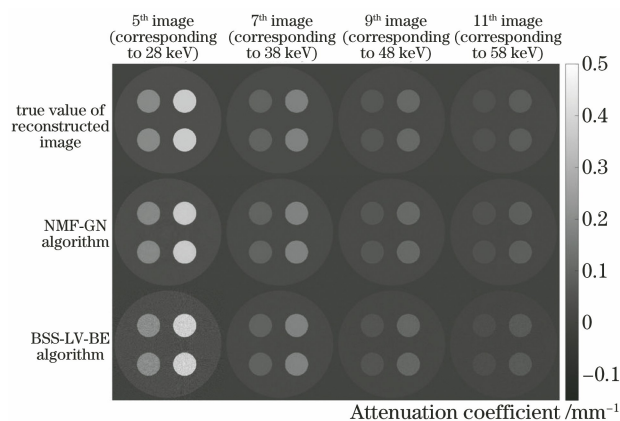 5th image
(corresponding
to 28 keV)
7th image
(corresponding
to 38 keV)
9th image
(corresponding
to 48 keV)
11th image
(corresponding
to 58 keV)
true value of
reconstructed
image
NMF-GN
algorithm
BSS-LV-BE
algorithm
0.5
0.4
0.3
0.2
0.1
0
−0.1
Attenuation coefficient /mm−1